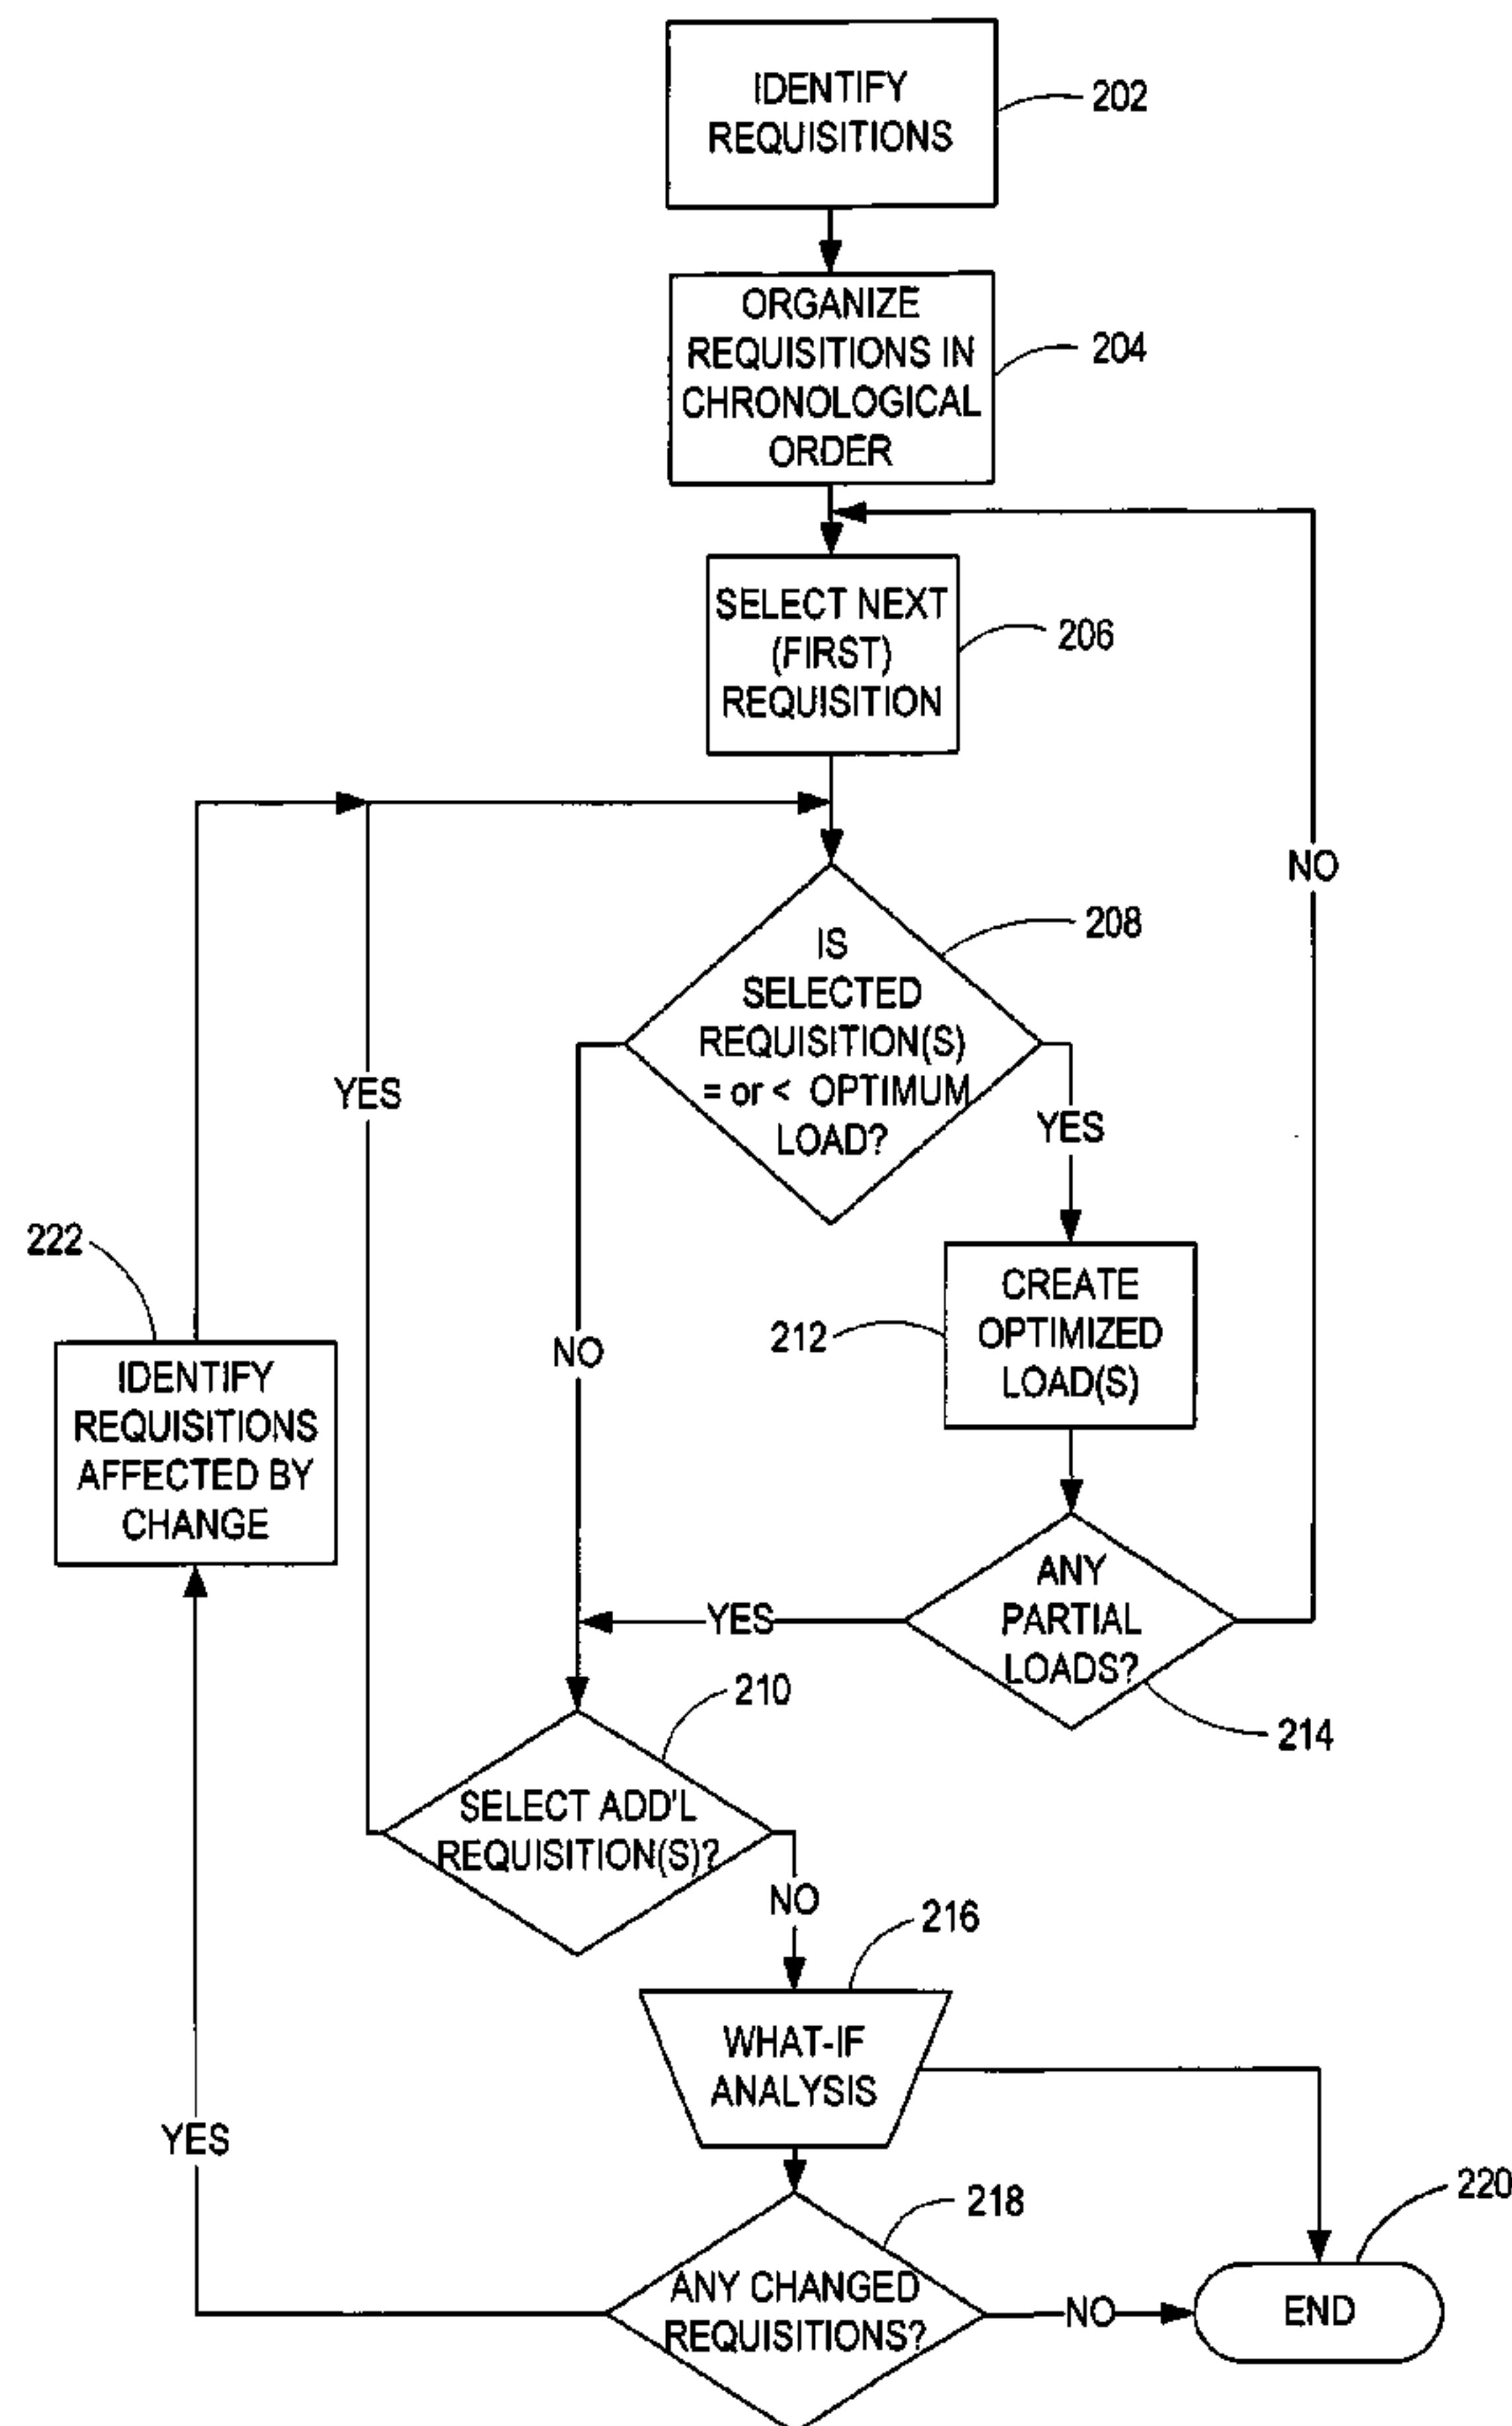 IDENTIFY
REQUISITIONS
202
ORGANIZE
REQUISITIONS IN
CHRONOLOGICAL
ORDER
204
SELECT NEXT
(FIRST)
REQUISITION
206
NO
IS
SELECTED
REQUISITION(S)
= or < OPTIMUM
LOAD?
208
YES
YES
222
IDENTIFY
REQUISITIONS
AFFECTED BY
CHANGE
NO
212
CREATE
OPTIMIZED
LOAD(S)
ANY
PARTIAL
LOADS?
YES
214
210
SELECT ADD'L
REQUISITION(S)?
NO
216
WHAT-IF
ANALYSIS
YES
218
220
ANY CHANGED
REQUISITIONS?
NO
END